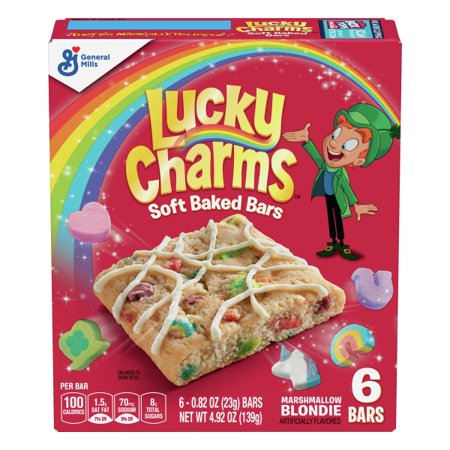 General
Mills
Lucky
Charms
TM
Soft Baked Bars
ENLARGED TO
SHOW DETAIL
PER BAR
100
CALORIES
1.5g
SAT FAT
7% DV
70mg
SODIUM
3% DV
8g
TOTAL
SUGARS
6 - 0.82 OZ (23g) BARS
NET WT 4.92 OZ (139g)
MARSHMALLOW
BLONDIE
ARTIFICIALLY FLAVORED
6
BARS